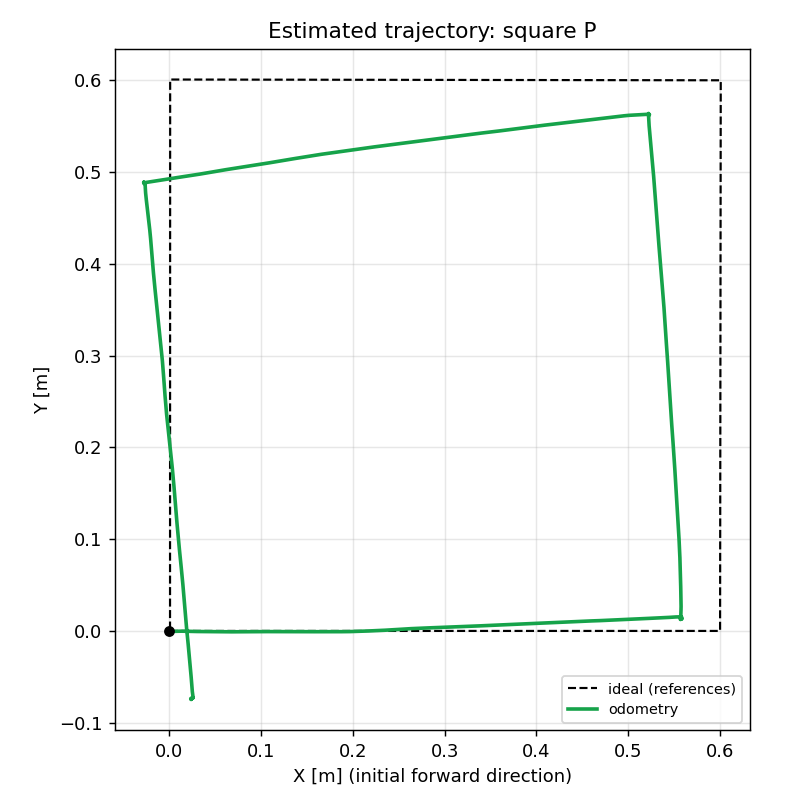 Estimated trajectory: square P
0.6
0.5
0.4
0.3
0.2
0.1
0.0
−0.1
Y [m]
0.0 0.1 0.2 0.3 0.4 0.5 0.6
X [m] (initial forward direction)
ideal (references)
odometry